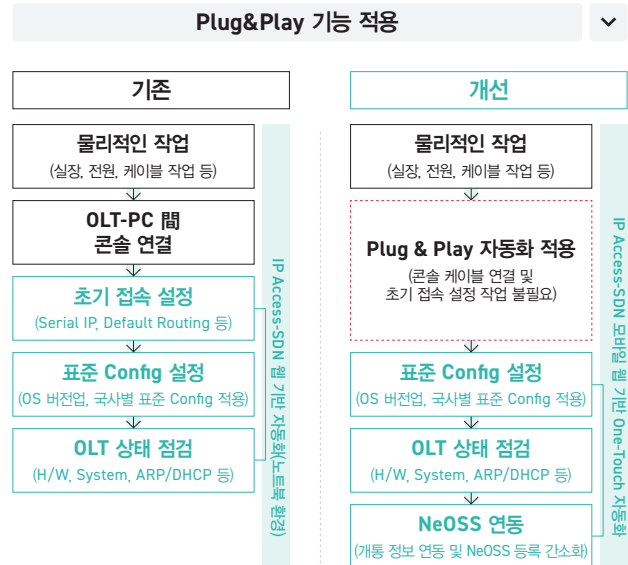 Plug&Play 기능 적용
기존
물리적인 작업
(실장, 전원, 케이블 작업 등)
OLT-PC 間
콘솔 연결
초기 접속 설정
(Serial IP, Default Routing 등)
표준 Config 설정
(OS 버전업, 국사별 표준 Config 적용)
OLT 상태 점검
(H/W, System, ARP/DHCP 등)
IP Access-SDN 웹 기반 자동화(노트북 환경)
개선
물리적인 작업
(실장, 전원, 케이블 작업 등)
Plug & Play 자동화 적용
(콘솔 케이블 연결 및
초기 접속 설정 작업 불필요)
표준 Config 설정
(OS 버전업, 국사별 표준 Config 적용)
OLT 상태 점검
(H/W, System, ARP/DHCP 등)
NeOSS 연동
(개통 정보 연동 및 NeOSS 등록 간소화)
IP Access-SDN 모바일 웹 기반 One-Touch 자동화